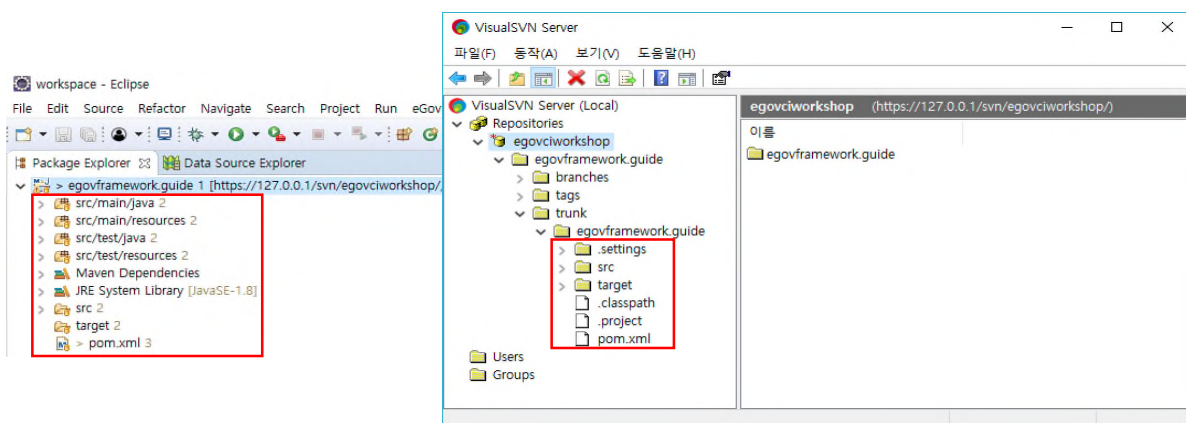 workspace - Eclipse
File Edit Source Refactor Navigate Search Project Run eGov
Package Explorer Data Source Explorer
> egovframework.guide 1 [https://127.0.0.1/svn/egovciworkshop/
src/main/java 2
src/main/resources 2
src/test/java 2
src/test/resources 2
Maven Dependencies
JRE System Library [JavaSE-1.8]
src 2
target 2
> pom.xml 3
VisualSVN Server
파일(F) 동작(A) 보기(V) 도움말(H)
VisualSVN Server (Local)
Repositories
egovciworkshop
egovframework.guide
branches
tags
trunk
egovframework.guide
.settings
src
target
.classpath
.project
pom.xml
Users
Groups
egovciworkshop (https://127.0.0.1/svn/egovciworkshop/)
이름
egovframework.guide